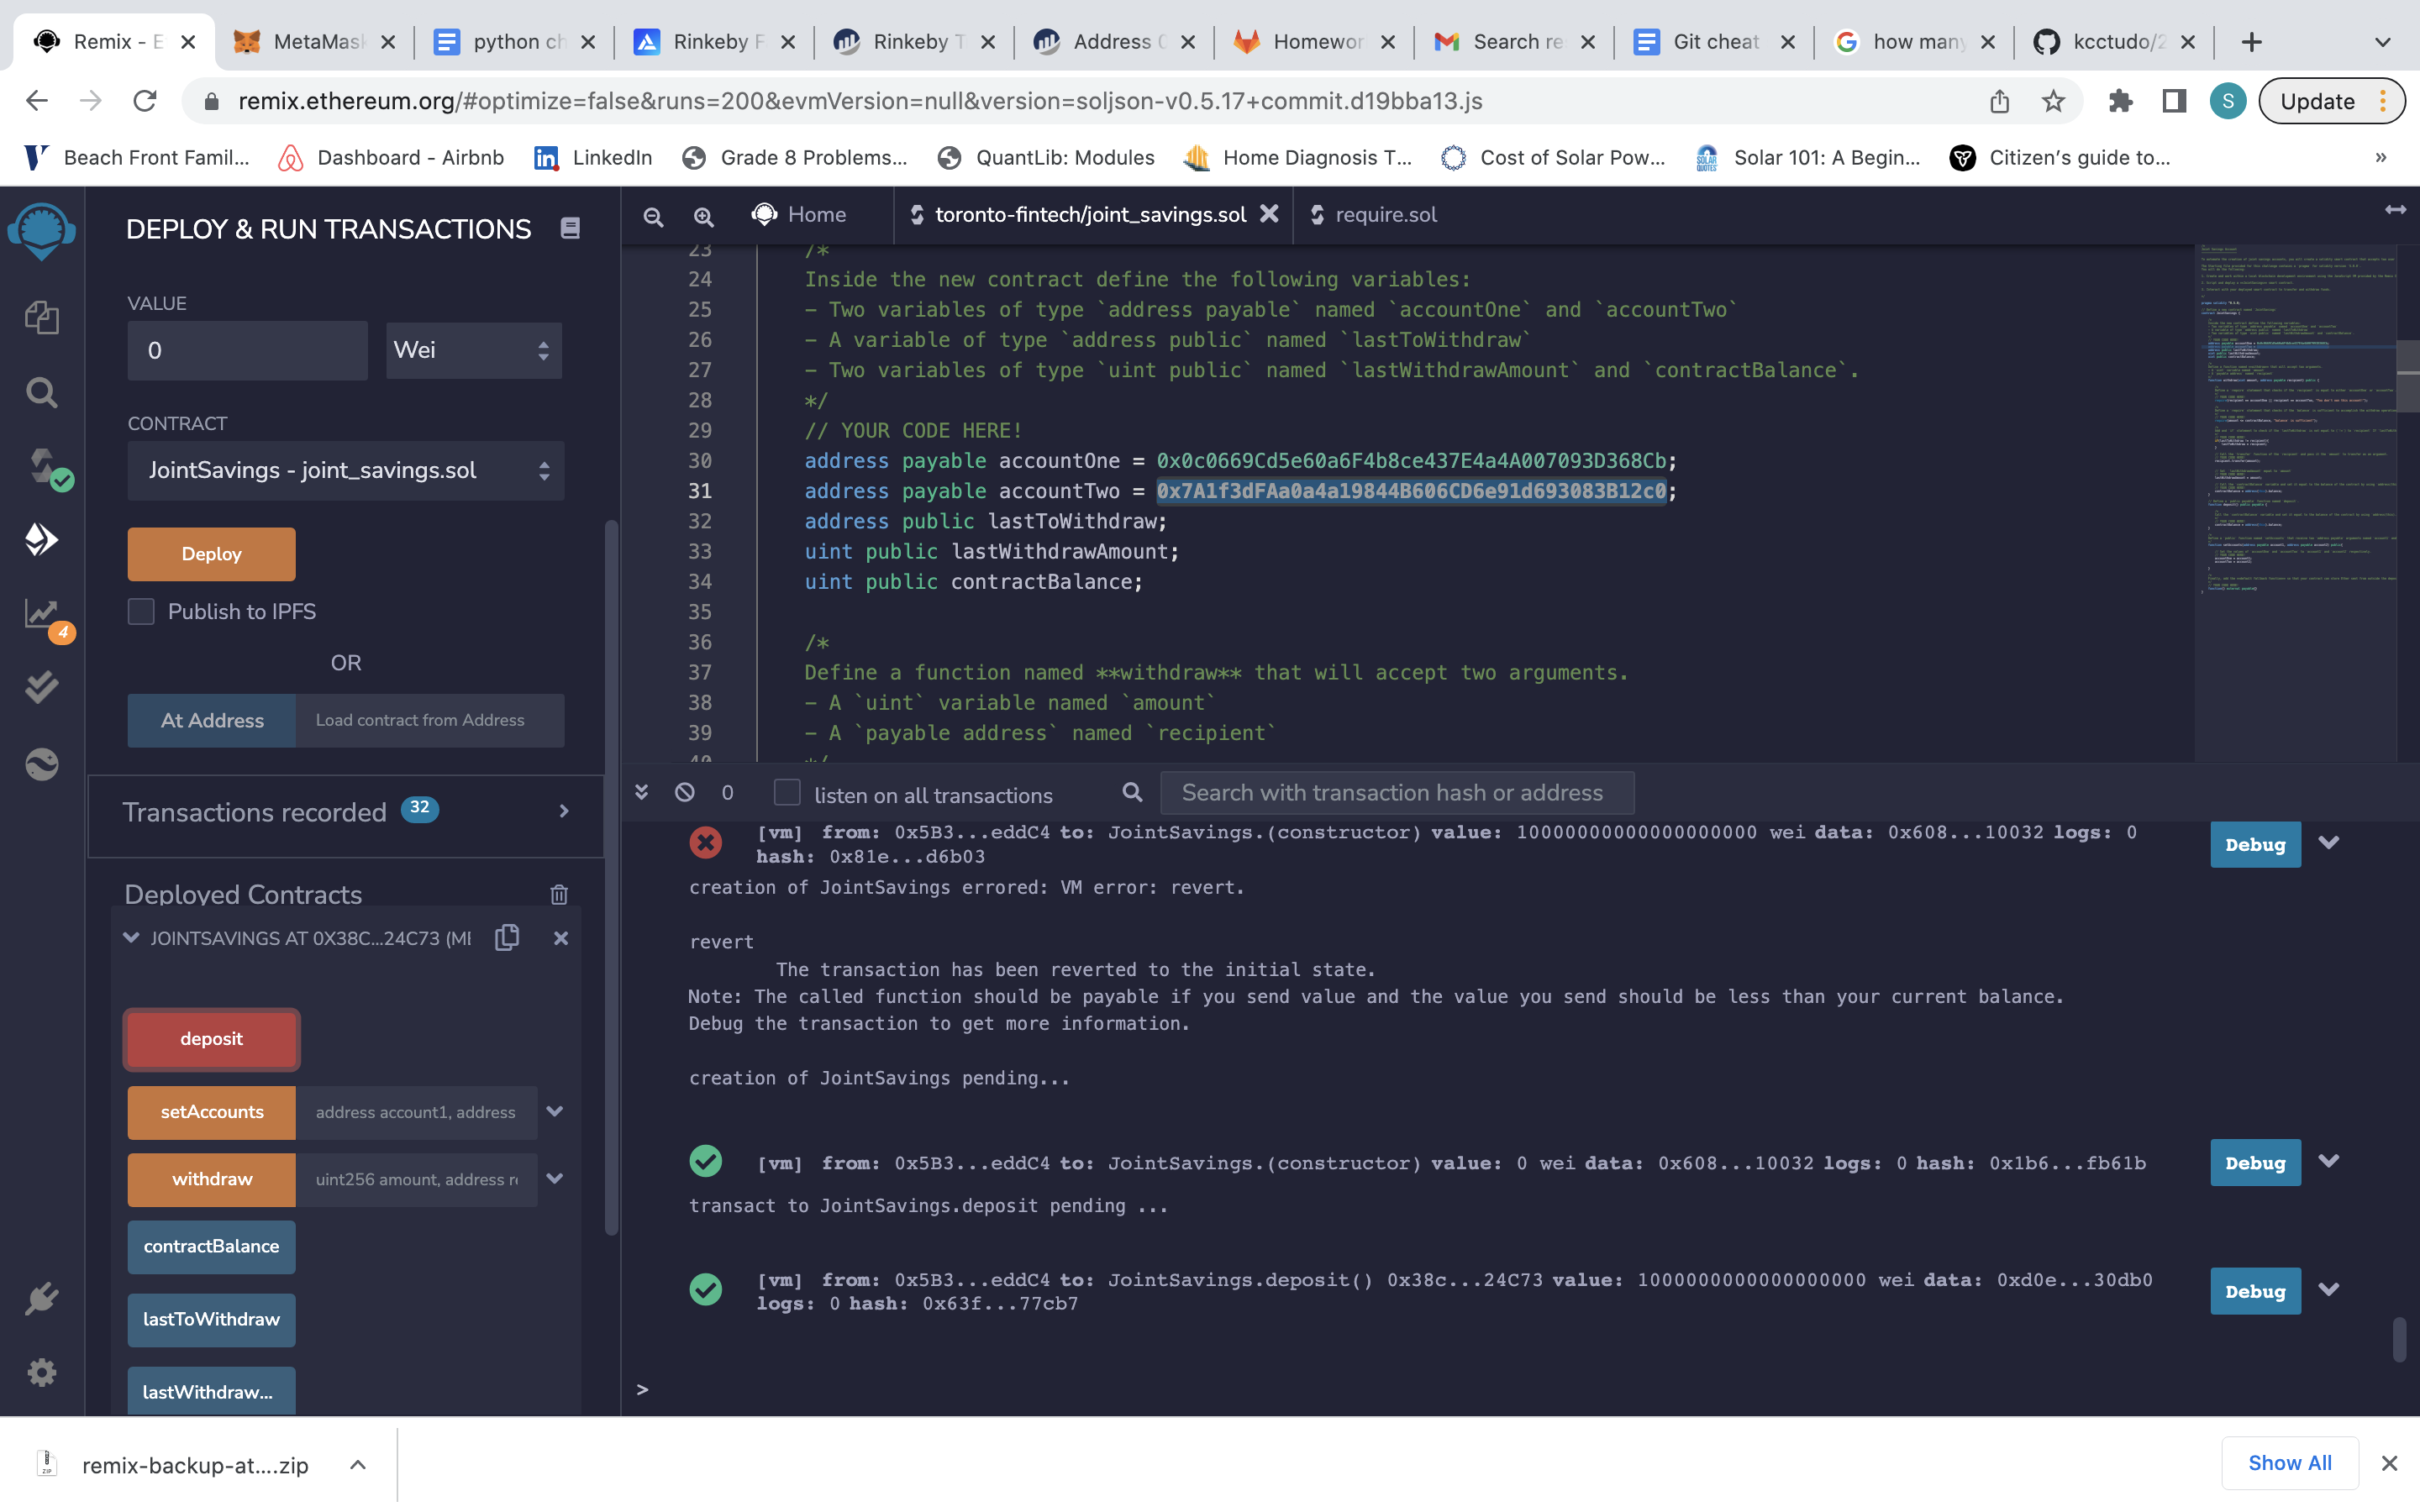 Remix - E
MetaMask
python ch
Rinkeby F
Rinkeby T
Address
Homewor
Search re
Git cheat
how many
kcctudo/2
remix.ethereum.org/#optimize=false&runs=200&evmVersion=null&version=soljson-v0.5.17+commit.d19bba13.js
S
Update
Beach Front Famil...
Dashboard - Airbnb
LinkedIn
Grade 8 Problems...
QuantLib: Modules
Home Diagnosis T...
Cost of Solar Pow...
Solar 101: A Begin...
Citizen's guide to...
»
DEPLOY & RUN TRANSACTIONS
VALUE
0
Wei
CONTRACT
JointSavings - joint_savings.sol
Deploy
Publish to IPFS
OR
At Address
Load contract from Address
Transactions recorded 32
Deployed Contracts
JOINTSAVINGS AT 0X38C...24C73 (ME
deposit
setAccounts
address account1, address
withdraw
uint256 amount, address r
contractBalance
lastToWithdraw
lastWithdraw...
4
Home
toronto-fintech/joint_savings.sol
require.sol
23 /*
24 Inside the new contract define the following variables:
25 - Two variables of type `address payable` named `accountOne` and `accountTwo`
26 - A variable of type `address public` named `lastToWithdraw`
27 - Two variables of type `uint public` named `lastWithdrawAmount` and `contractBalance`.
28 */
29 // YOUR CODE HERE!
30 address payable accountOne = 0x0c0669Cd5e60a6F4b8ce437E4a4A007093D368Cb;
31 address payable accountTwo = 0x7A1f3dFAa0a4a19844B606CD6e91d693083B12c0;
32 address public lastToWithdraw;
33 uint public lastWithdrawAmount;
34 uint public contractBalance;
35
36 /*
37 Define a function named **withdraw** that will accept two arguments.
38 - A `uint` variable named `amount`
39 - A `payable address` named `recipient`
40 */
0
listen on all transactions
Search with transaction hash or address
[vm] from: 0x5B3...eddC4 to: JointSavings.(constructor) value: 10000000000000000000 wei data: 0x608...10032 logs: 0
hash: 0x81e...d6b03
Debug
creation of JointSavings errored: VM error: revert.
revert
The transaction has been reverted to the initial state.
Note: The called function should be payable if you send value and the value you send should be less than your current balance.
Debug the transaction to get more information.
creation of JointSavings pending...
[vm] from: 0x5B3...eddC4 to: JointSavings.(constructor) value: 0 wei data: 0x608...10032 logs: 0 hash: 0x1b6...fb61b
Debug
transact to JointSavings.deposit pending ...
[vm] from: 0x5B3...eddC4 to: JointSavings.deposit() 0x38c...24C73 value: 1000000000000000000 wei data: 0xd0e...30db0
logs: 0 hash: 0x63f...77cb7
Debug
>
remix-backup-at....zip
Show All